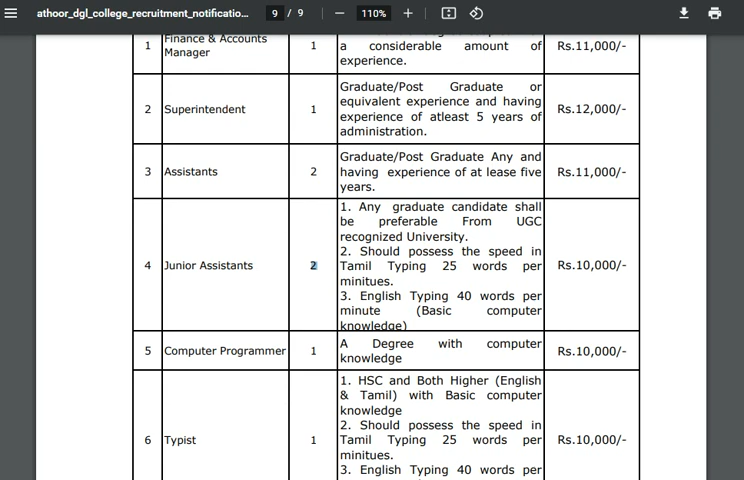 athoor_dgl_college_recruitment_notificatio... 9 / 9 110%
1 Finance & Accounts Manager 1 a considerable amount of
experience. Rs.11,000/-
2 Superintendent 1 Graduate/Post Graduate or
equivalent experience and having
experience of atleast 5 years of
administration. Rs.12,000/-
3 Assistants 2 Graduate/Post Graduate Any and
having experience of at lease five
years. Rs.11,000/-
4 Junior Assistants 2 1. Any graduate candidate shall
be preferable From UGC
recognized University.
2. Should possess the speed in
Tamil Typing 25 words per
minitues.
3. English Typing 40 words per
minute (Basic computer
knowledge) Rs.10,000/-
5 Computer Programmer 1 A Degree with computer
knowledge Rs.10,000/-
6 Typist 1 1. HSC and Both Higher (English
& Tamil) with Basic computer
knowledge
2. Should possess the speed in
Tamil Typing 25 words per
minitues.
3. English Typing 40 words per Rs.10,000/-